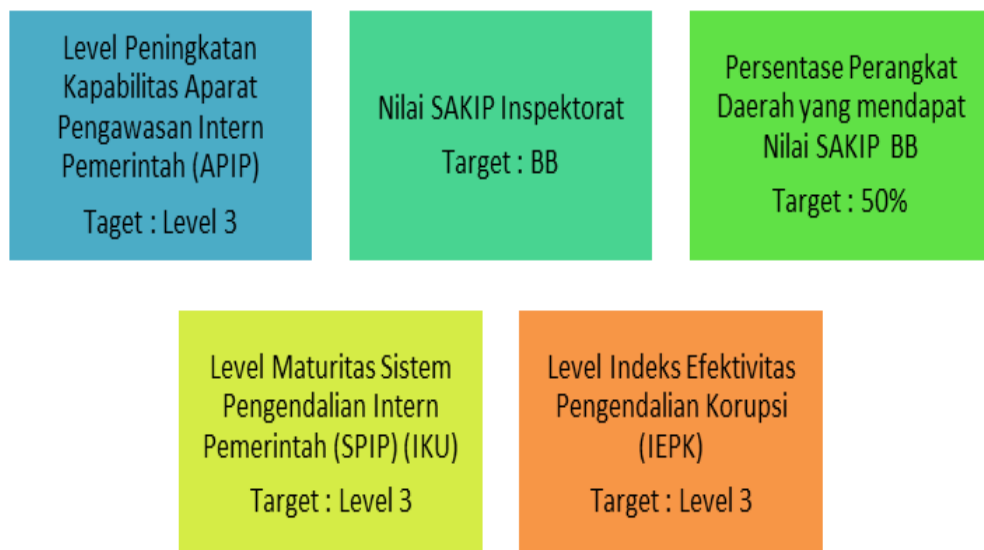 Level Peningkatan
Kapabilitas Aparat
Pengawasan Intern
Pemerintah (APIP)
Taget : Level 3
Nilai SAKIP Inspektorat
Target : BB
Persentase Perangkat
Daerah yang mendapat
Nilai SAKIP BB
Target : 50%
Level Maturitas Sistem
Pengendalian Intern
Pemerintah (SPIP) (IKU)
Target : Level 3
Level Indeks Efektivitas
Pengendalian Korupsi
(IEPK)
Target : Level 3